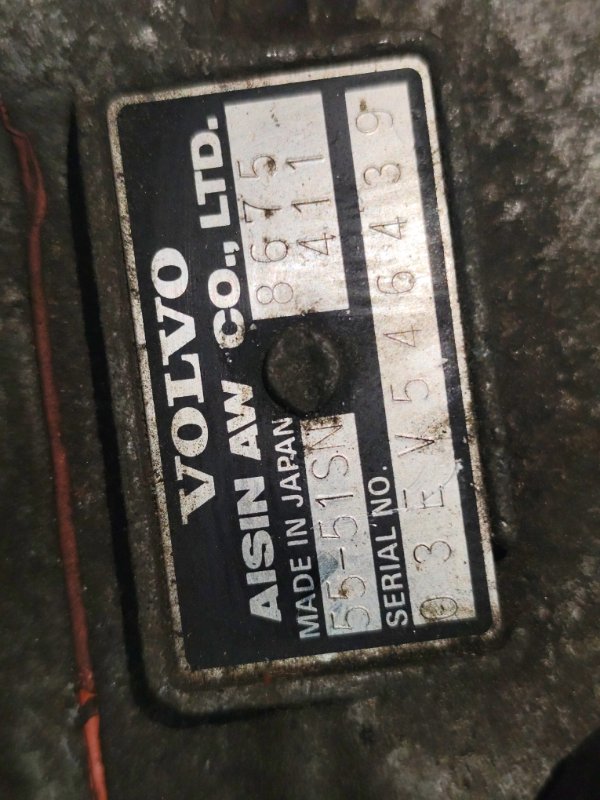 VOLVO
AISIN AW CO., LTD.
MADE IN JAPAN 8675
55-51SN 411
SERIAL NO.
03EV546439